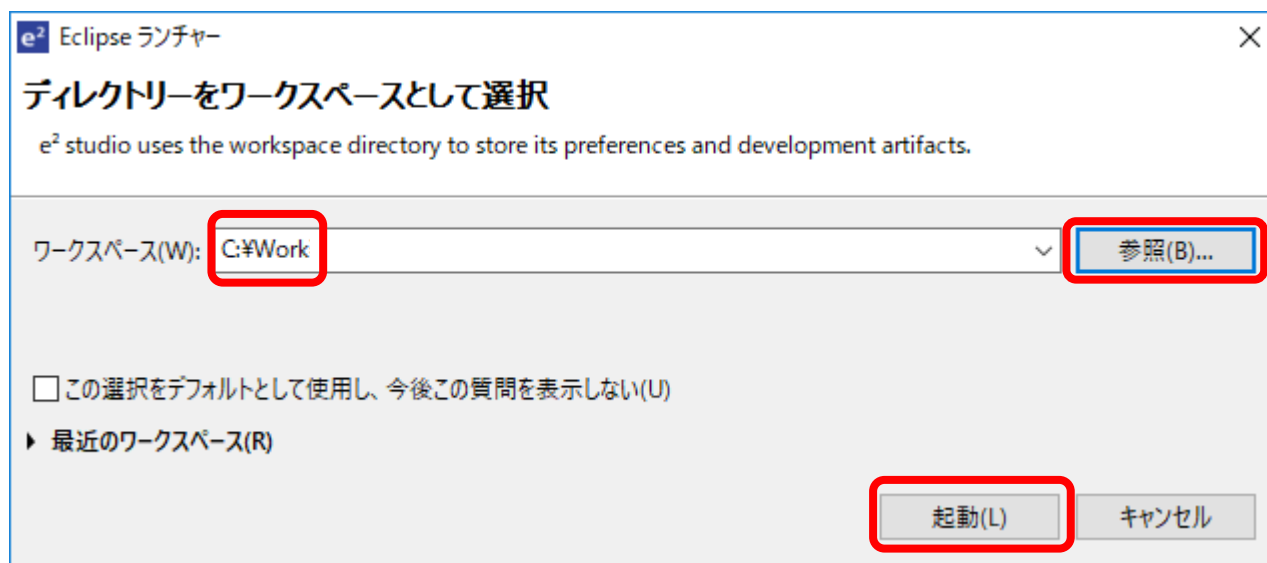 e² Eclipse ランチャー
ディレクトリーをワークスペースとして選択
e² studio uses the workspace directory to store its preferences and development artifacts.
ワークスペース(W): C:¥Work 参照(B)...
この選択をデフォルトとして使用し、今後この質問を表示しない(U)
最近のワークスペース(R)
起動(L) キャンセル